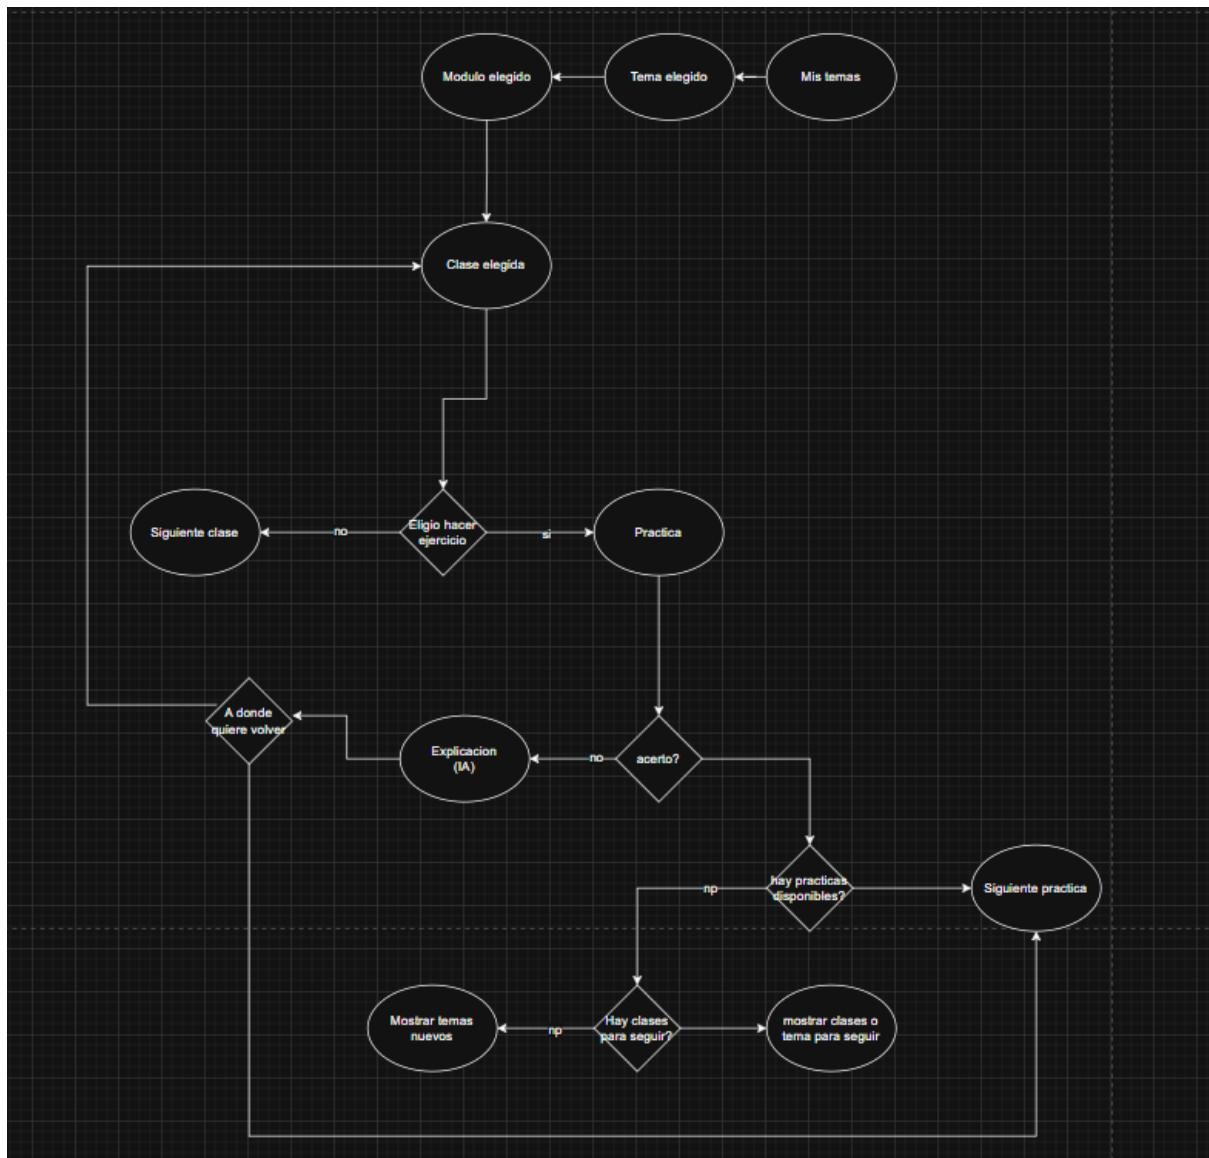 Modulo elegido
Tema elegido
Mis temas
Clase elegida
Siguiente clase
no
Eligio hacer
ejercicio
si
Practica
A donde
quiere volver
Explicacion
(IA)
no
acerto?
np
hay practicas
disponibles?
Siguiente practica
Mostrar temas
nuevos
np
Hay clases
para seguir?
mostrar clases o
tema para seguir